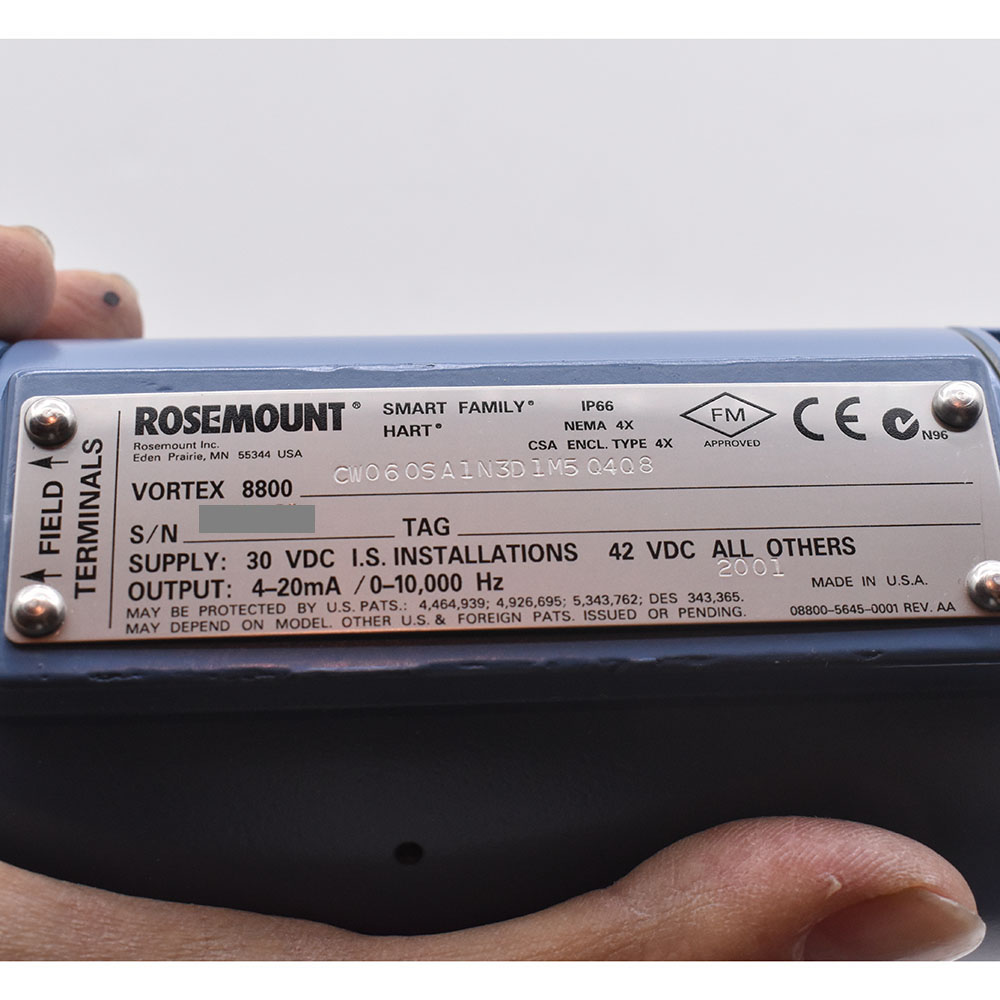 ↑ FIELD ↑
TERMINALS
ROSEMOUNT®
Rosemount Inc.
Eden Prairie, MN 55344 USA
SMART FAMILY®
HART®
IP66
NEMA 4X
CSA ENCL. TYPE 4X
FM
APPROVED
CE
N96
VORTEX 8800 CW060SA1N3D1M5Q4Q8
S/N
TAG
SUPPLY: 30 VDC I.S. INSTALLATIONS 42 VDC ALL OTHERS
OUTPUT: 4–20mA / 0–10,000 Hz
2001
MADE IN U.S.A.
MAY BE PROTECTED BY U.S. PATS.: 4,464,939; 4,926,695; 5,343,762; DES 343,365.
MAY DEPEND ON MODEL. OTHER U.S. & FOREIGN PATS. ISSUED OR PENDING.
08800-5645-0001 REV. AA